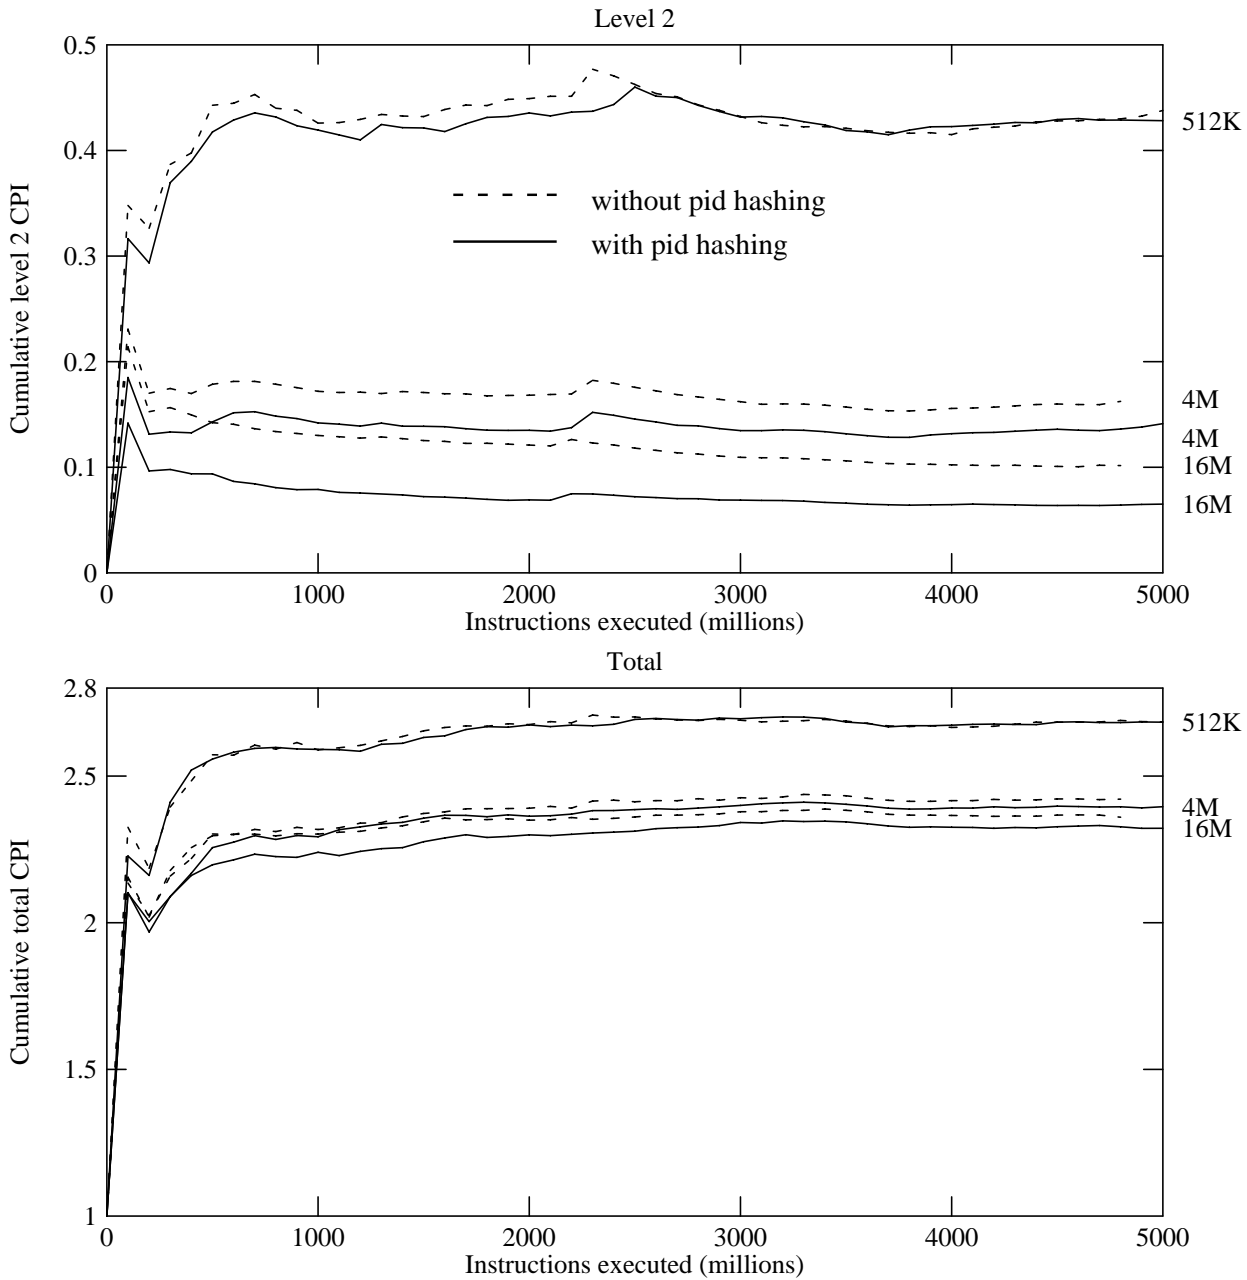 Level 2
0.5
512K
0.4
without pid hashing
with pid hashing
0.3
Cumulative level 2 CPI
0.2
4M
4M
0.1
16M
16M
0
0 1000 2000 3000 4000 5000
Instructions executed (millions)
Total
2.8
512K
2.5
4M
16M
Cumulative total CPI
2
1.5
1
0 1000 2000 3000 4000 5000
Instructions executed (millions)